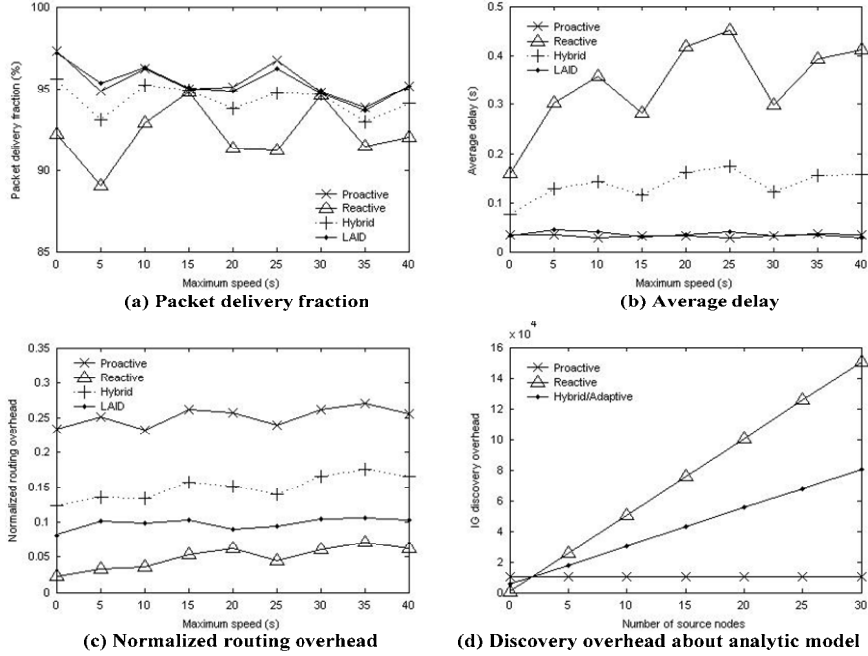 100
95
90
85
Packet delivery fraction (%)
Proactive
Reactive
Hybrid
LAID
0 5 10 15 20 25 30 35 40
Maximum speed (s)
(a) Packet delivery fraction
0.5
0.4
0.3
0.2
0.1
0
Average delay (s)
Proactive
Reactive
Hybrid
LAID
0 5 10 15 20 25 30 35 40
Maximum speed (s)
(b) Average delay
0.35
0.3
0.25
0.2
0.15
0.1
0.05
0
Normalized routing overhead
Proactive
Reactive
Hybrid
LAID
0 5 10 15 20 25 30 35 40
Maximum speed (s)
(c) Normalized routing overhead
x 10 4
16
14
12
10
8
6
4
2
0
IG discovery overhead
Proactive
Reactive
Hybrid/Adaptive
0 5 10 15 20 25 30
Number of source nodes
(d) Discovery overhead about analytic model